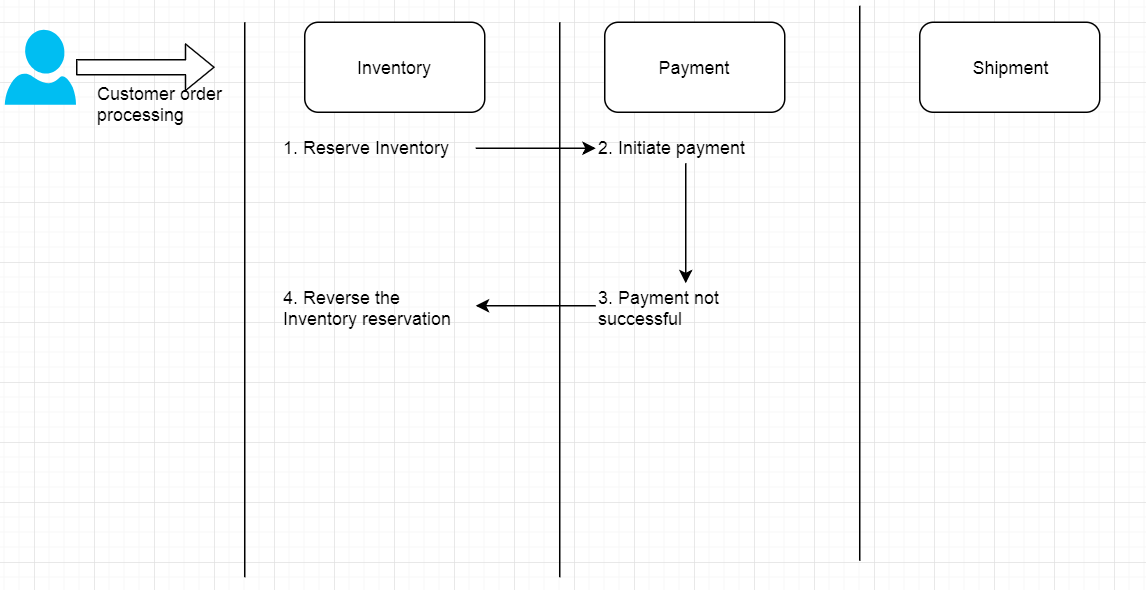 Inventory
Payment
Shipment
Customer order
processing
1. Reserve Inventory
2. Initiate payment
4. Reverse the
Inventory reservation
3. Payment not
successful